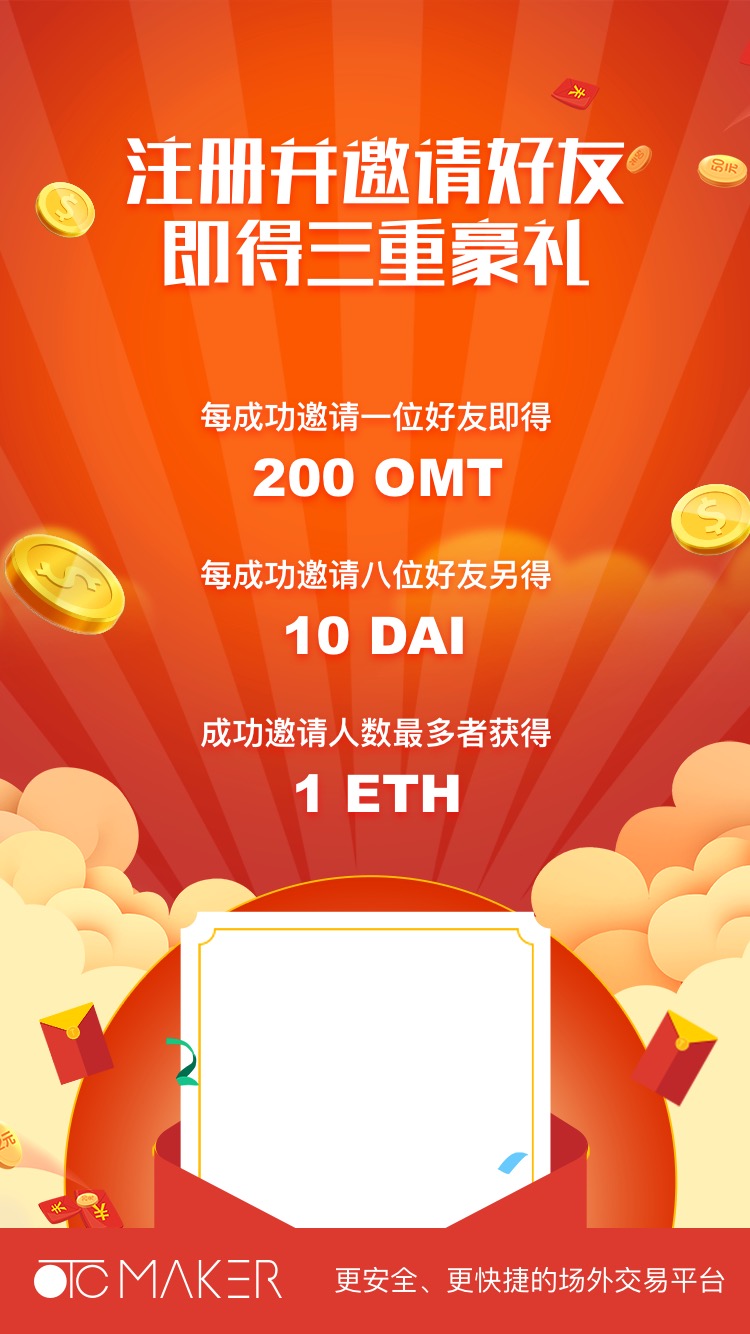 注册并邀请好友
即得三重豪礼
50元
每成功邀请一位好友即得
200 OMT
每成功邀请八位好友另得
10 DAI
成功邀请人数最多者获得
1 ETH
OTC MAKER
更安全、更快捷的场外交易平台